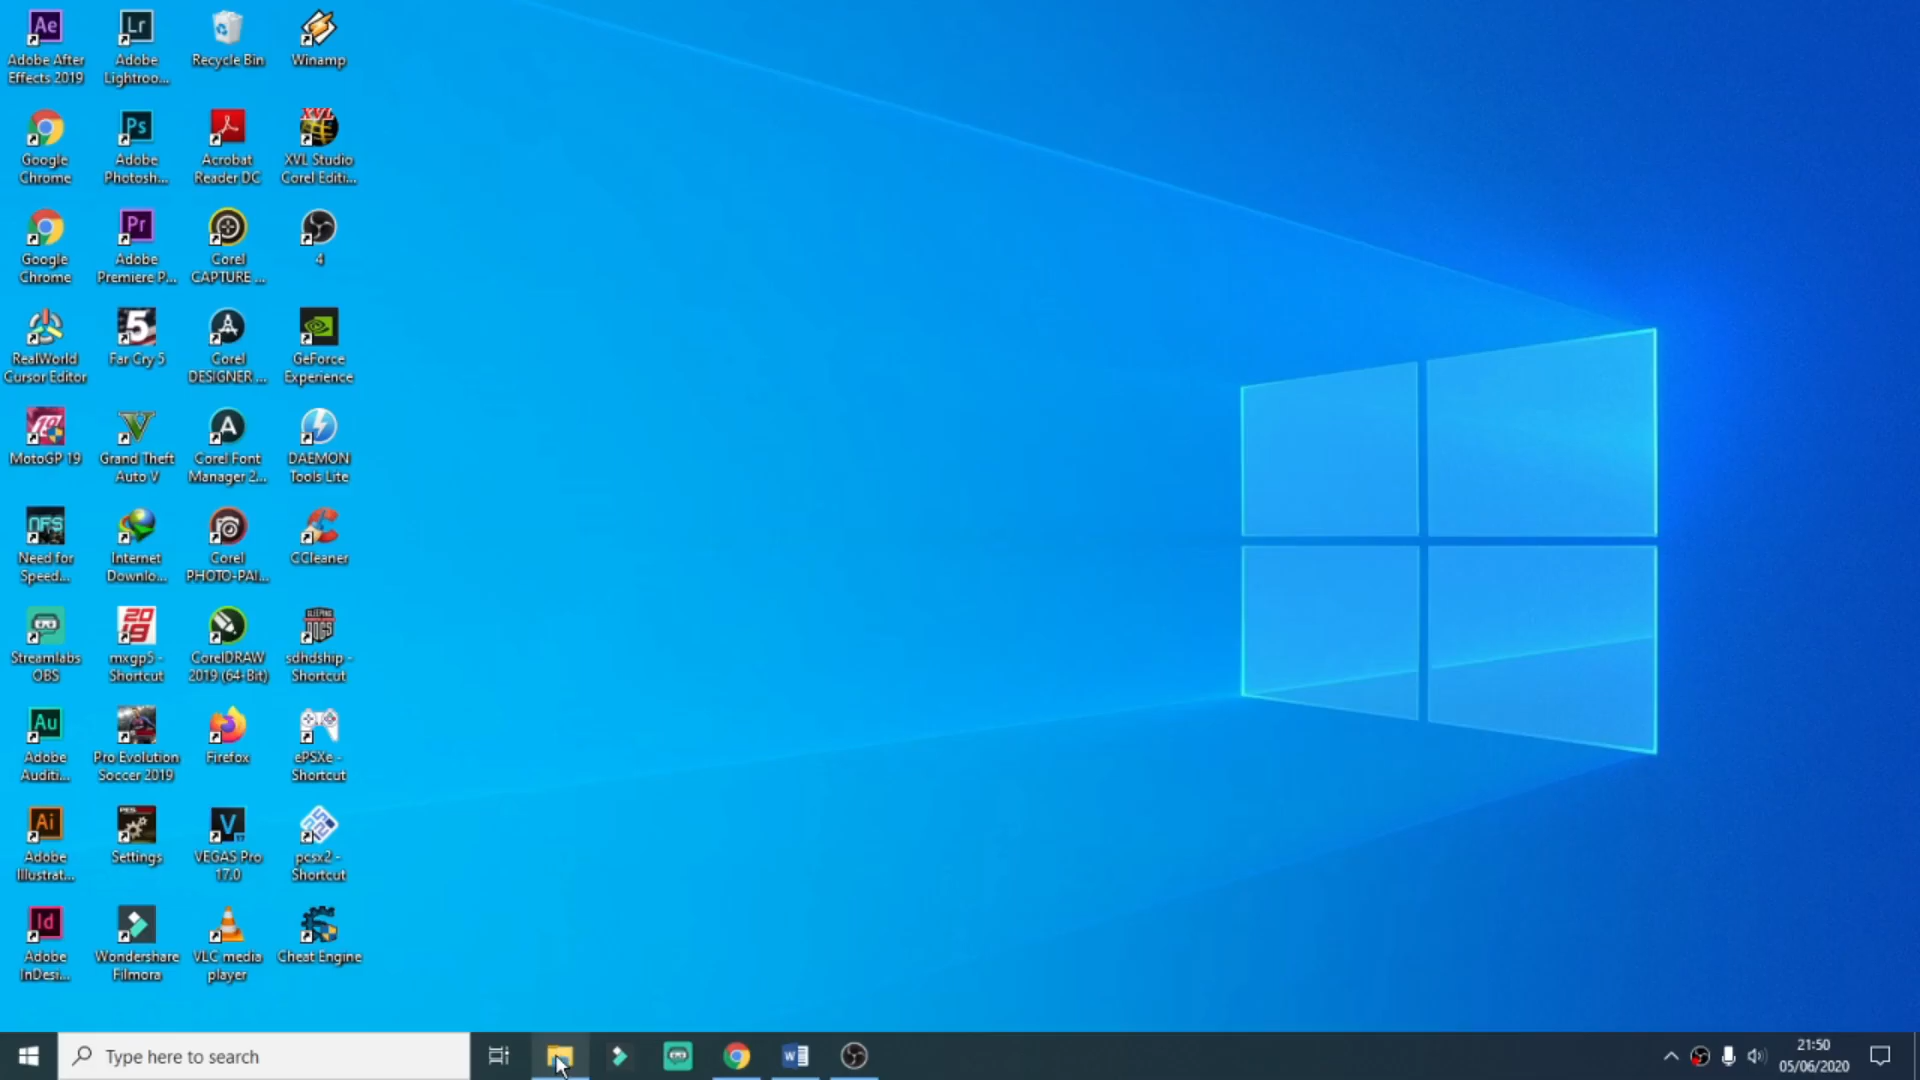 Adobe After
Effects 2019
Adobe
Lightroo...
Recycle Bin
Winamp
Google
Chrome
Adobe
Photosh...
Acrobat
Reader DC
XVL Studio
Corel Editi...
Google
Chrome
Adobe
Premiere P...
Corel
CAPTURE ...
4
RealWorld
Cursor Editor
Far Cry 5
Corel
DESIGNER ...
GeForce
Experience
MotoGP 19
Grand Theft
Auto V
Corel Font
Manager 2...
DAEMON
Tools Lite
Need for
Speed...
Internet
Downlo...
Corel
PHOTO-PAI...
CCleaner
Streamlabs
OBS
mxgp5 -
Shortcut
CorelDRAW
2019 (64-Bit)
sdhdship -
Shortcut
Adobe
Auditi...
Pro Evolution
Soccer 2019
Firefox
ePSXe -
Shortcut
Adobe
Illustrat...
Settings
VEGAS Pro
17.0
pcsx2 -
Shortcut
Adobe
InDesi...
Wondershare
Filmora
VLC media
player
Cheat Engine
Type here to search
21:50
05/06/2020